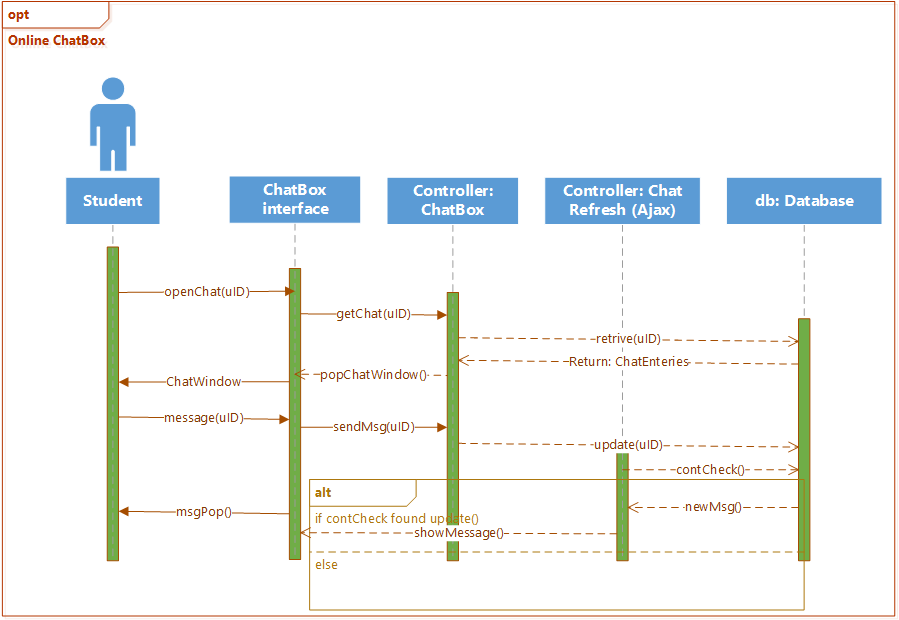 opt
Online ChatBox
Student
ChatBox
interface
Controller:
ChatBox
Controller: Chat
Refresh (Ajax)
db: Database
openChat(uID)
getChat(uID)
retrive(uID)
Return: ChatEnteries
popChatWindow()
ChatWindow
message(uID)
sendMsg(uID)
update(uID)
contCheck()
alt
newMsg()
msgPop()
if contCheck found update()
showMessage()
else